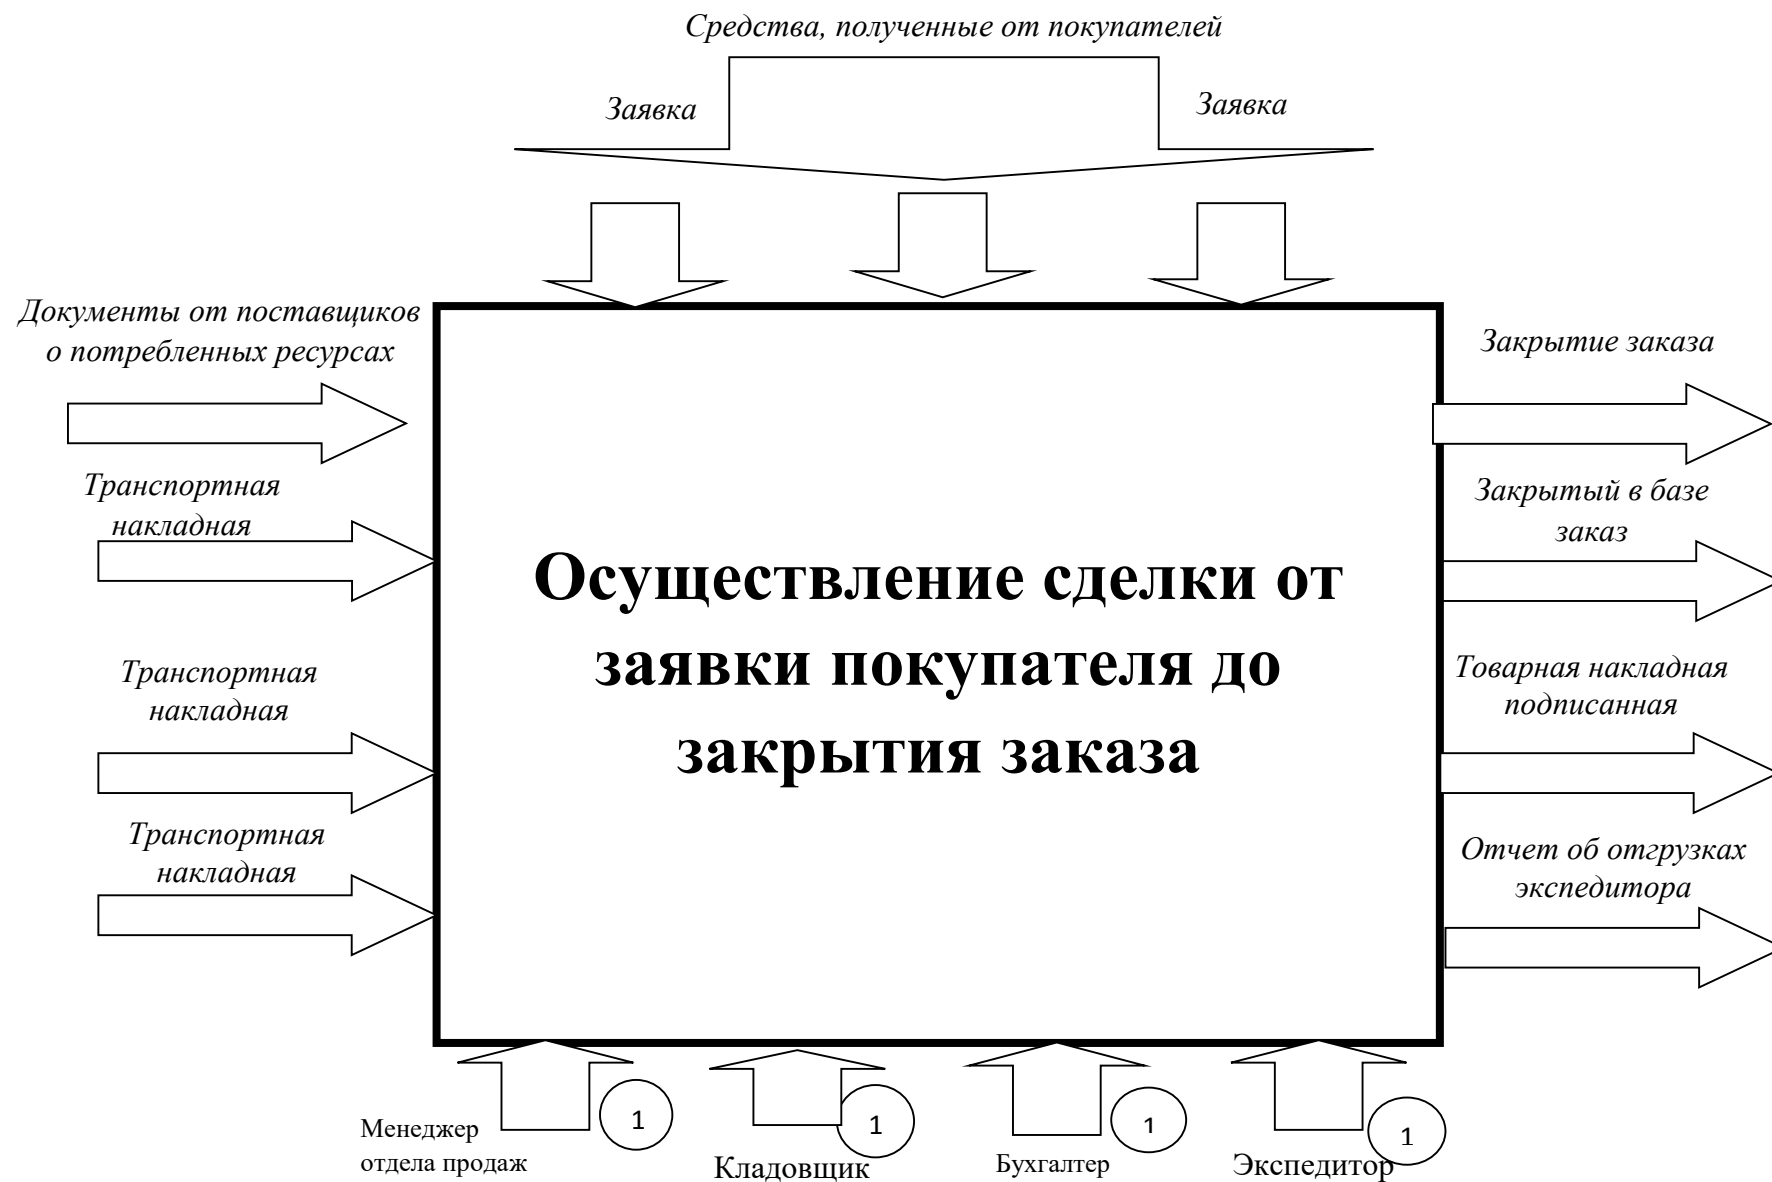 Средства, полученные от покупателей
Заявка
Заявка
Документы от поставщиков
о потребленных ресурсах
Транспортная
накладная
Транспортная
накладная
Транспортная
накладная
Осуществление сделки от
заявки покупателя до
закрытия заказа
Закрытие заказа
Закрытый в базе
заказ
Товарная накладная
подписанная
Отчет об отгрузках
экспедитора
1
1
1
1
Менеджер
отдела продаж
Кладовщик
Бухгалтер
Экспедитор